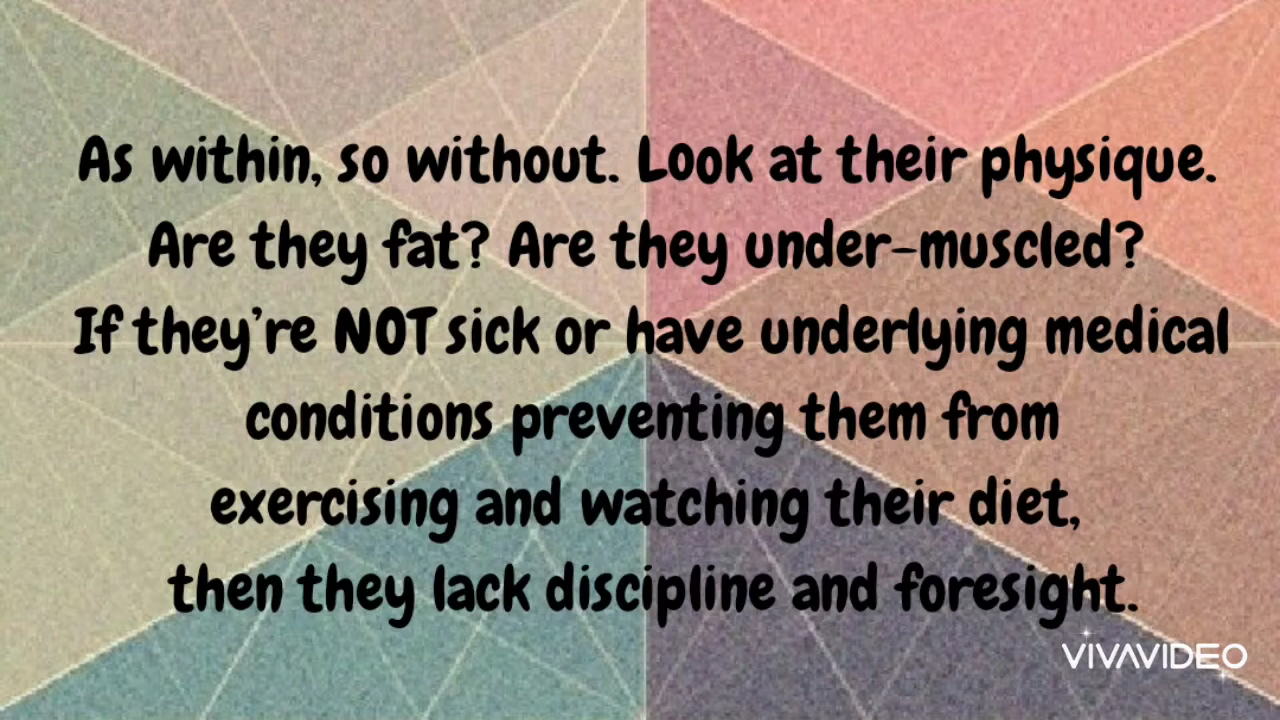 As within, so without. Look at their physique.
Are they fat? Are they under-muscled?
If they're NOT sick or have underlying medical
conditions preventing them from
exercising and watching their diet,
then they lack discipline and foresight.
VIVAVIDEO